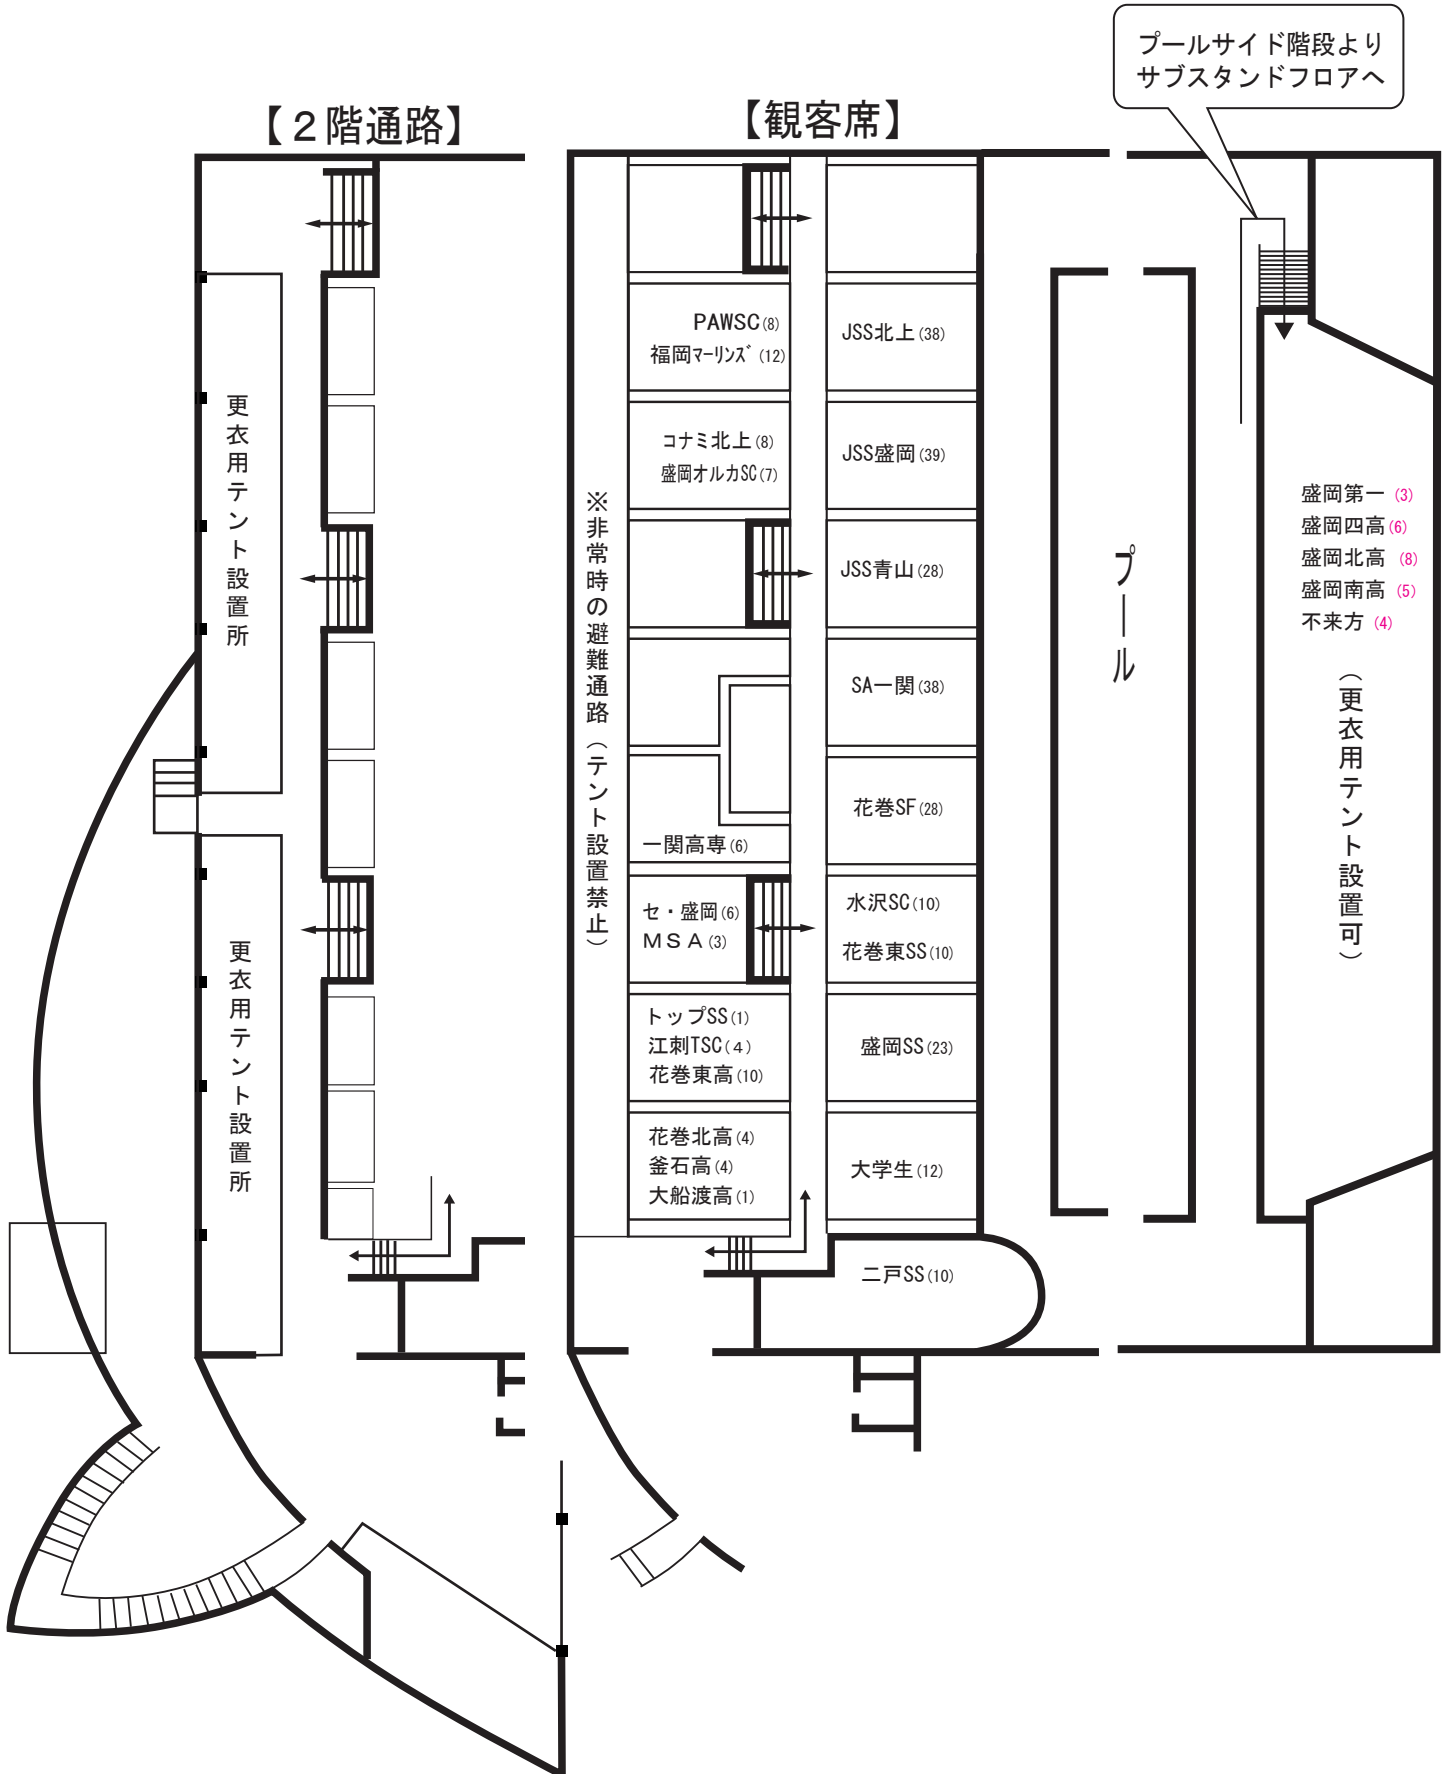 プールサイド階段より
サブスタンドフロアへ
【２階通路】
【観客席】
更衣用テント設置所
更衣用テント設置所
※非常時の避難通路（テント設置禁止）
PAWSC(8)
福岡ﾏｰﾘﾝｽﾞ(12)
コナミ北上(8)
盛岡オルカSC(7)
一関高専(6)
セ・盛岡(6)
ＭＳＡ(3)
トップSS(1)
江刺TSC(４)
花巻東高(10)
花巻北高(4)
釜石高(4)
大船渡高(1)
JSS北上(38)
JSS盛岡(39)
JSS青山(28)
SA一関(38)
花巻SF(28)
水沢SC(10)
花巻東SS(10)
盛岡SS(23)
大学生(12)
二戸SS(10)
プール
盛岡第一 (3)
盛岡四高(6)
盛岡北高 (8)
盛岡南高 (5)
不来方 (4)
（更衣用テント設置可）